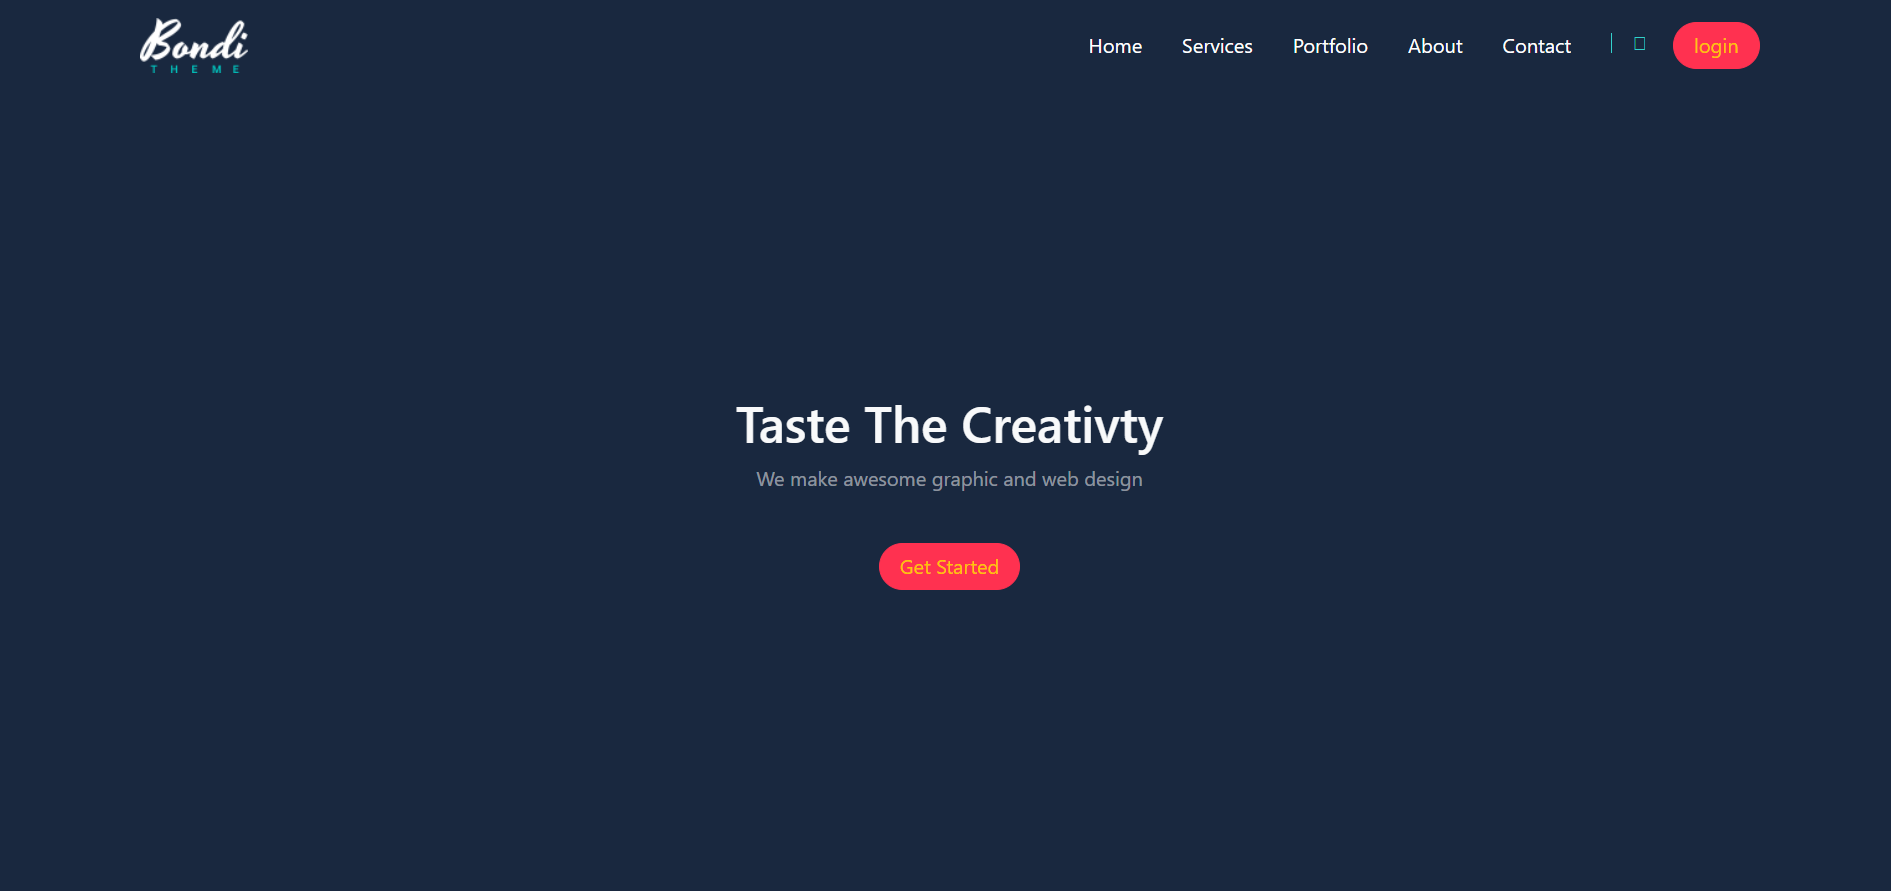 Bondi
THEME
Home Services Portfolio About Contact login
Taste The Creativty
We make awesome graphic and web design
Get Started